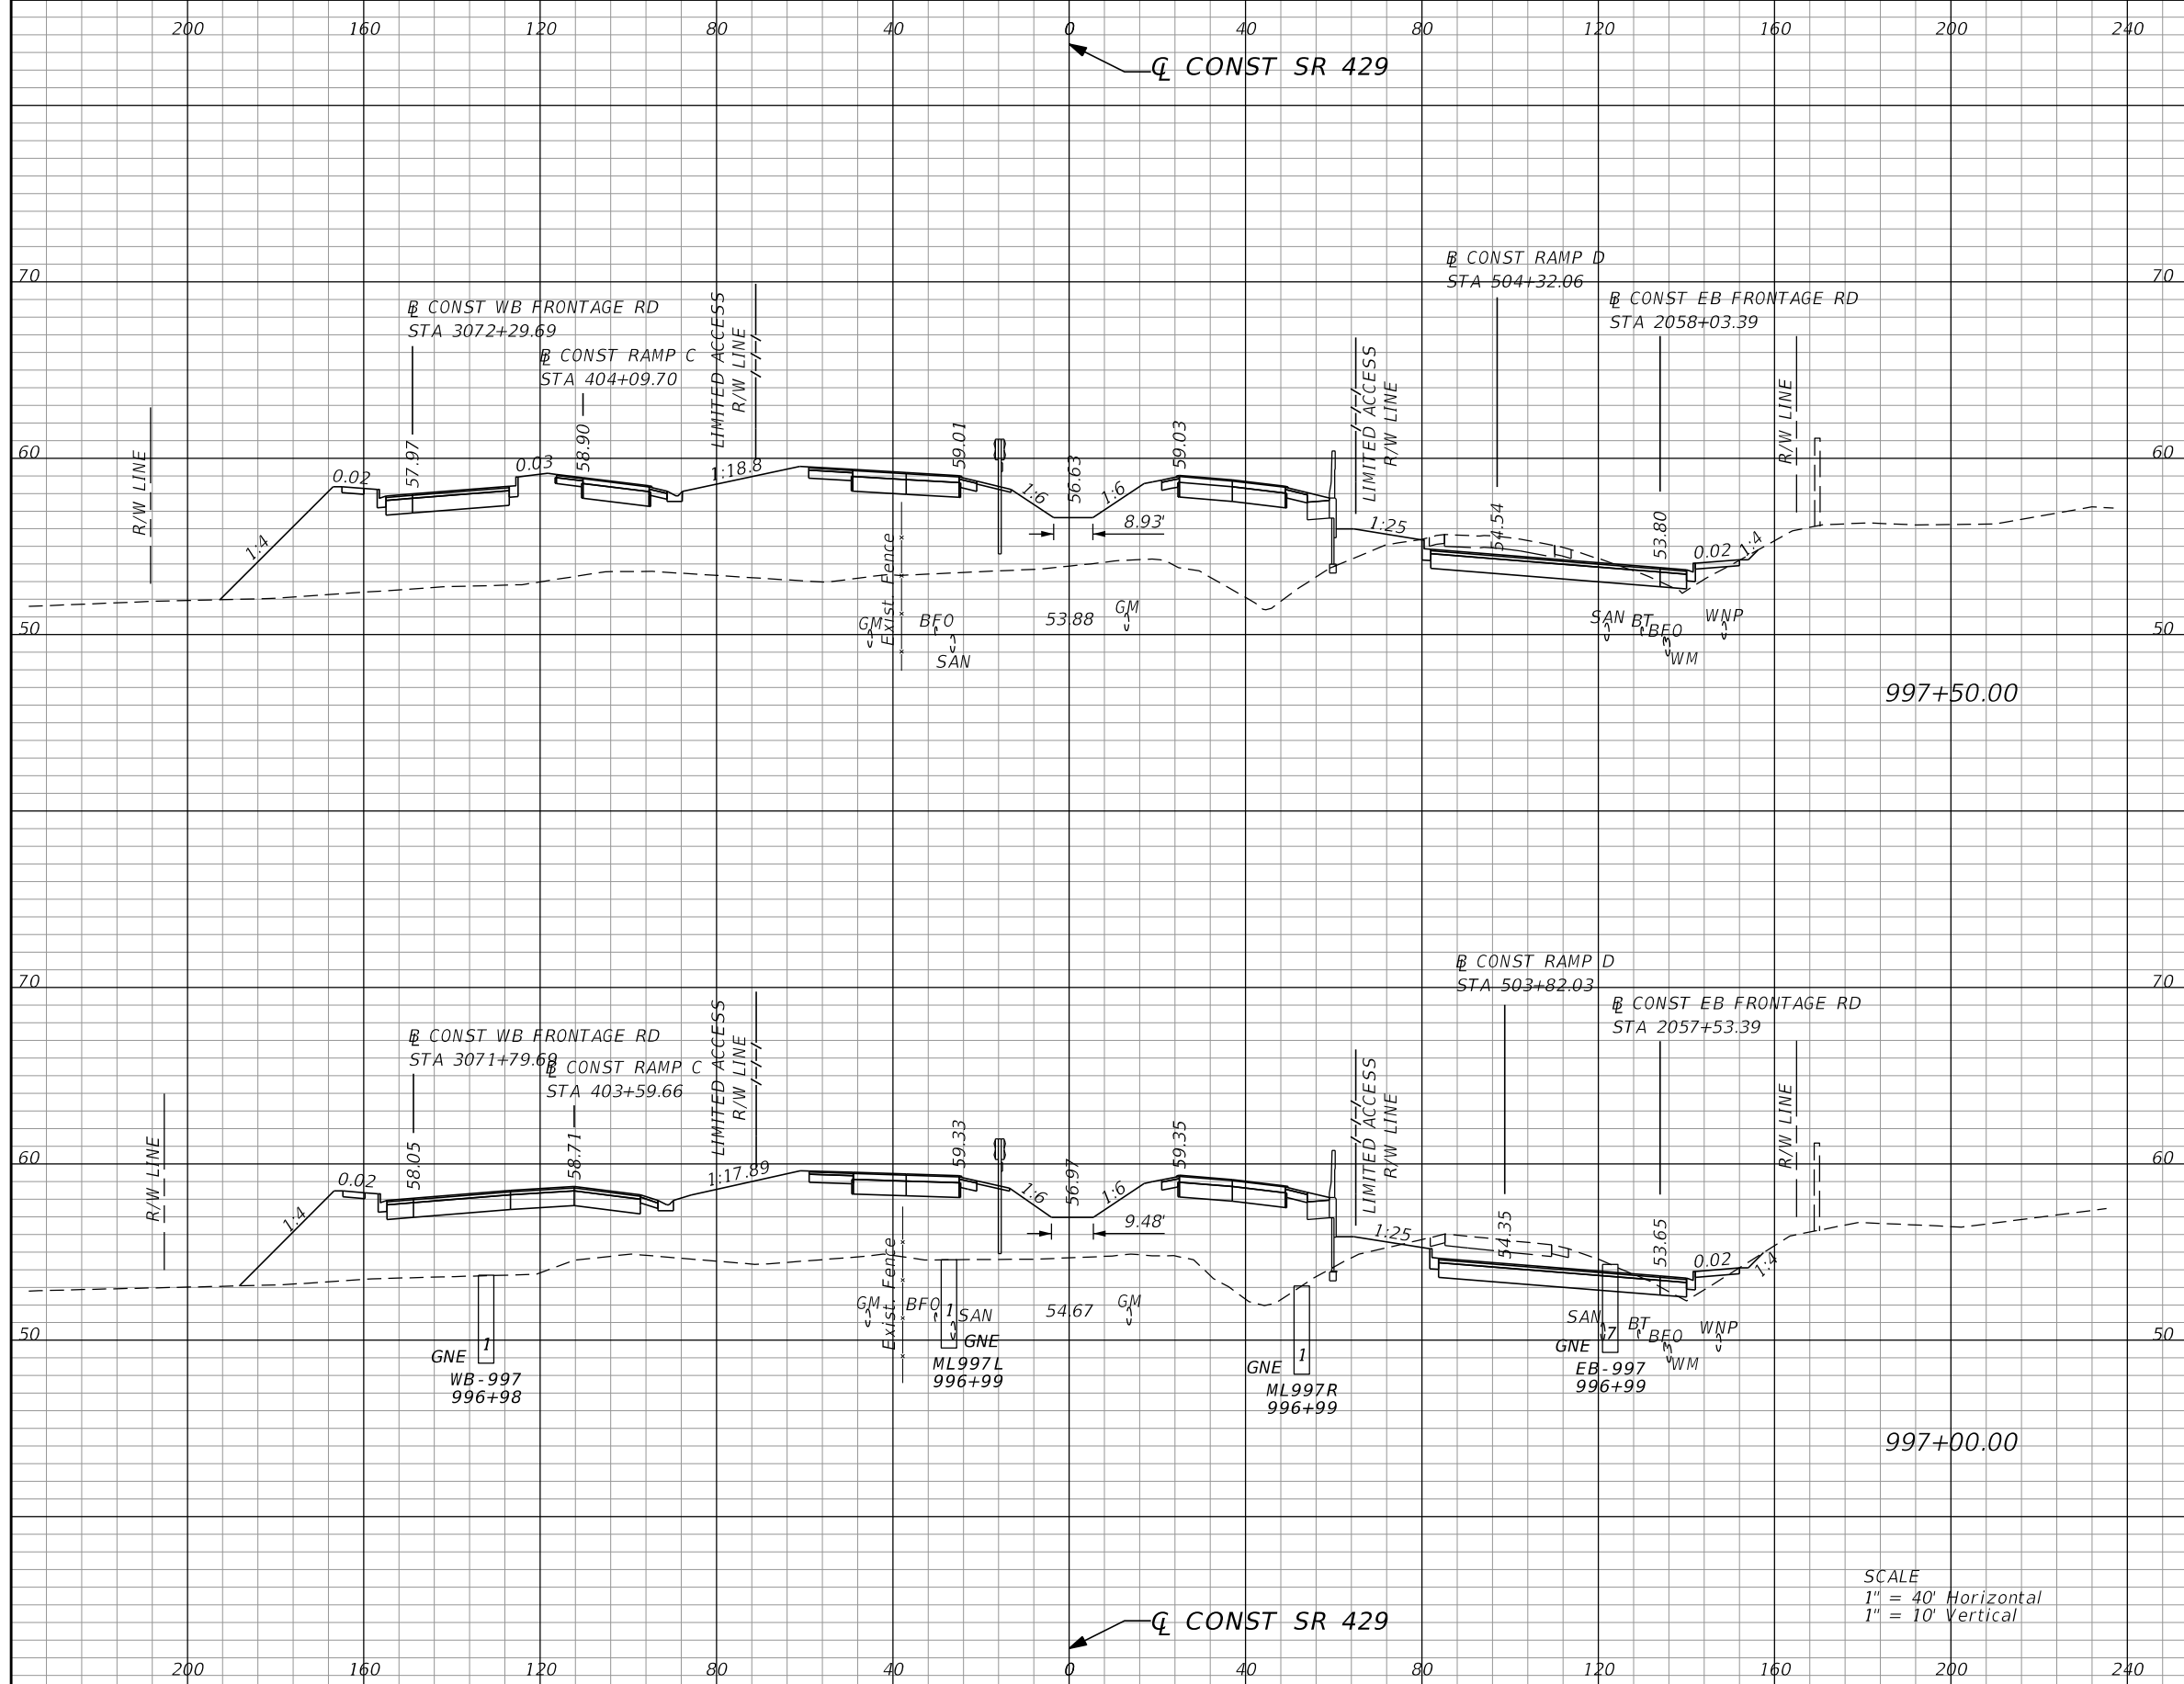 200 160 120 80 40 0 40 80 120 160 200 240
℄ CONST SR 429
70 70
℄ CONST RAMP D
STA 504+32.06
B̵L CONST WB FRONTAGE RD
STA 3072+29.69
B̵L CONST EB FRONTAGE RD
STA 2058+03.39
B̵L CONST RAMP C
STA 404+09.70
LIMITED ACCESS
R/W LINE
LIMITED ACCESS
R/W LINE
R/W LINE
R/W LINE
60 60
0.02
57.97
0.03
58.90
1:18.8
59.01
1:6
56.63
1:6
59.03
8.93'
1:25
54.54
53.80
0.02
1:4
1:4
Exist. Fence
GM
BFO
SAN
53.88
GM
SAN
BT
BFO
WM
WNP
50 50
997+50.00
70 70
B̵L CONST RAMP D
STA 503+82.03
B̵L CONST EB FRONTAGE RD
STA 2057+53.39
B̵L CONST WB FRONTAGE RD
STA 3071+79.69
B̵L CONST RAMP C
STA 403+59.66
LIMITED ACCESS
R/W LINE
LIMITED ACCESS
R/W LINE
R/W LINE
R/W LINE
60 60
0.02
58.05
58.71
1:17.89
59.33
1:6
56.97
1:6
59.35
9.48'
1:25
54.35
53.65
0.02
1:4
1:4
Exist. Fence
GM
BFO
1
SAN
54.67
GM
SAN
7
BT
BFO
WM
WNP
50 50
1
GNE
WB-997
996+98
GNE
ML997L
996+99
1
GNE
ML997R
996+99
GNE
EB-997
996+99
997+00.00
SCALE
1" = 40' Horizontal
1" = 10' Vertical
℄ CONST SR 429
200 160 120 80 40 0 40 80 120 160 200 240